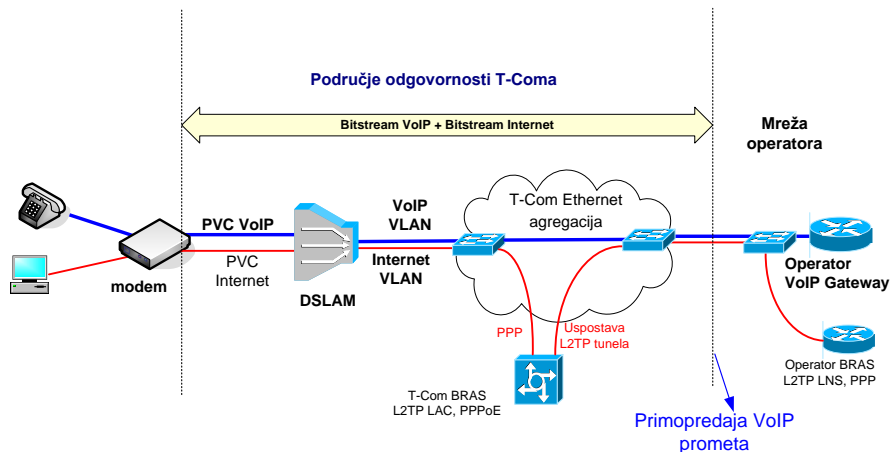 Područje odgovornosti T-Coma
Bitstream VoIP + Bitstream Internet
Mreža
operatora
PVC VoIP
PVC
Internet
modem
DSLAM
VoIP
VLAN
Internet
VLAN
T-Com Ethernet
agregacija
PPP
Uspostava
L2TP tunela
T-Com BRAS
L2TP LAC, PPPoE
Operator
VoIP Gateway
Operator BRAS
L2TP LNS, PPP
Primopredaja VoIP
prometa